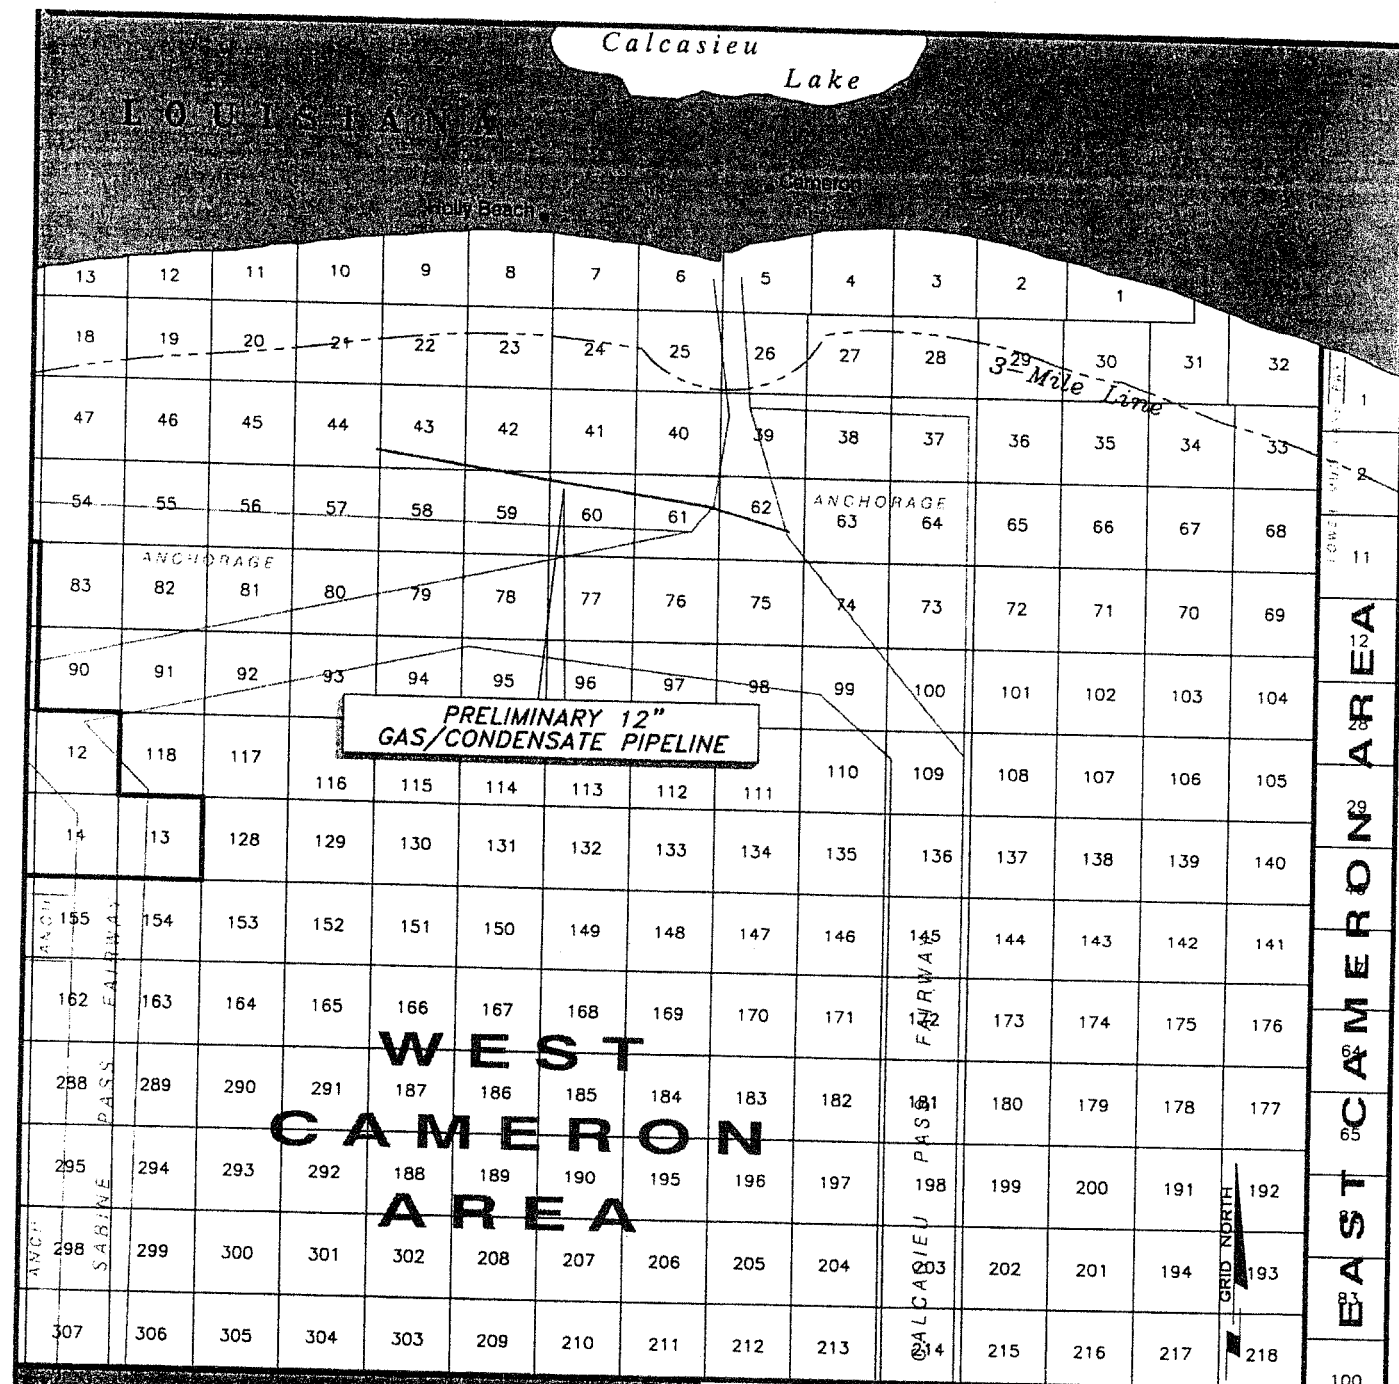 Calcasieu
Lake
LOUISIANA
Cameron
Holly Beach
13 12 11 10 9 8 7 6 5 4 3 2 1
18 19 20 21 22 23 24 25 26 27 28 29 30 31 32
3-Mile Line
1
47 46 45 44 43 42 41 40 39 38 37 36 35 34 33
2
ANCHORAGE
54 55 56 57 58 59 60 61 62 63 64 65 66 67 68
11
ANCHORAGE
83 82 81 80 79 78 77 76 75 74 73 72 71 70 69
12
90 91 92 93 94 95 96 97 98 99 100 101 102 103 104
28
PRELIMINARY 12"
GAS/CONDENSATE PIPELINE
12 118 117 116 115 114 113 112 111 110 109 108 107 106 105
29
14 13 128 129 130 131 132 133 134 135 136 137 138 139 140
155 154 153 152 151 150 149 148 147 146 145 144 143 142 141
162 163 164 165 166 167 168 169 170 171 172 173 174 175 176
64
288 289 290 291 187 186 185 184 183 182 181 180 179 178 177
65
295 294 293 292 188 189 190 195 196 197 198 199 200 191 192
298 299 300 301 302 208 207 206 205 204 203 202 201 194 193
83
307 306 305 304 303 209 210 211 212 213 214 215 216 217 218
100
WEST
CAMERON
AREA
EAST CAMERON AREA
SABINE PASS FAIRWAY
CALCADIEU PASS FAIRWAY
ANCH
ANCH
GRID NORTH